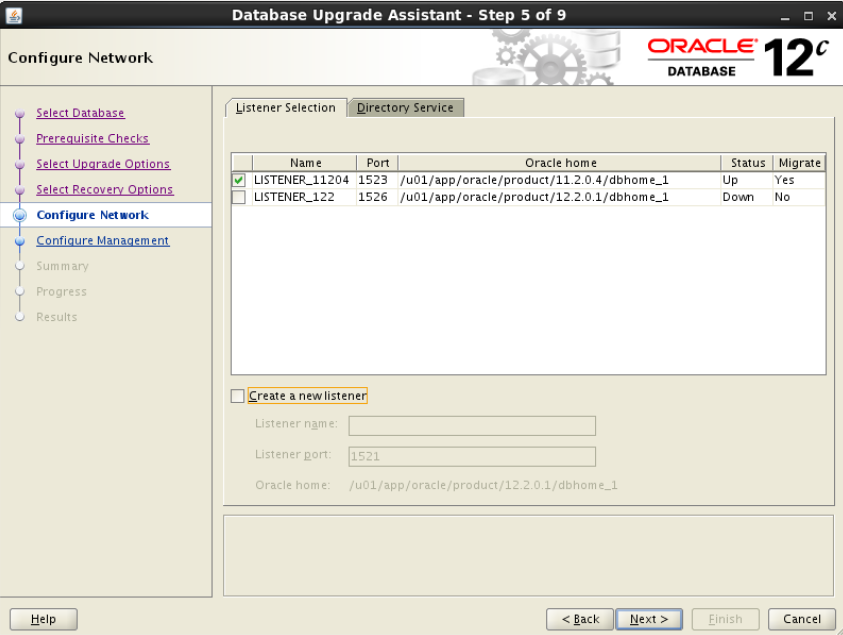 Database Upgrade Assistant - Step 5 of 9
Configure Network
ORACLE
DATABASE
12c
Select Database
Prerequisite Checks
Select Upgrade Options
Select Recovery Options
Configure Network
Configure Management
Summary
Progress
Results
Listener Selection Directory Service
Name Port Oracle home Status Migrate
LISTENER_11204 1523 /u01/app/oracle/product/11.2.0.4/dbhome_1 Up Yes
LISTENER_122 1526 /u01/app/oracle/product/12.2.0.1/dbhome_1 Down No
Create a new listener
Listener name:
Listener port: 1521
Oracle home: /u01/app/oracle/product/12.2.0.1/dbhome_1
Help < Back Next > Finish Cancel